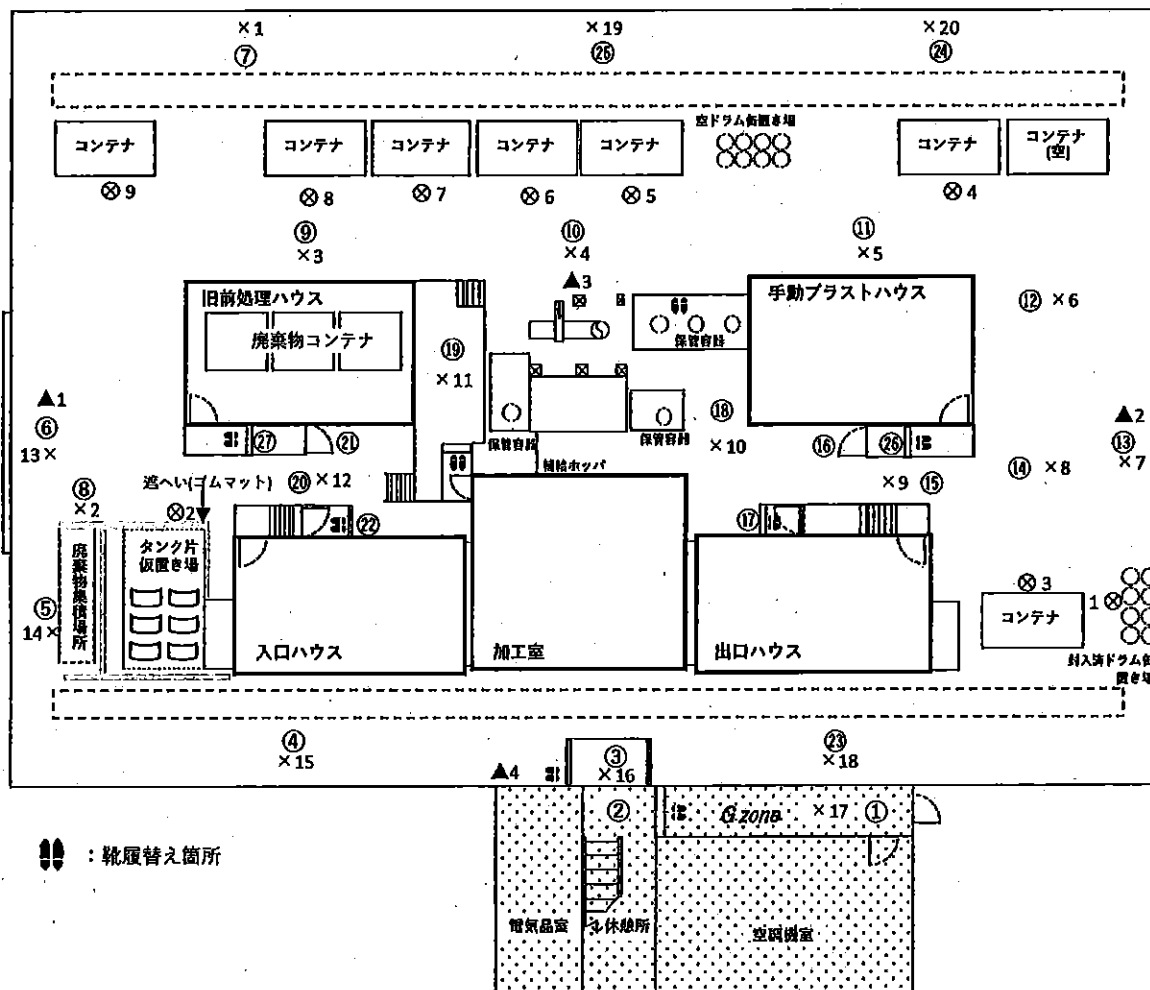 ×1 ×19 ×20
⑦ ㉖ ㉔
空ドラム缶置き場
コンテナ コンテナ コンテナ コンテナ コンテナ コンテナ コンテナ
(空)
⊗9 ⊗8 ⊗7 ⊗6 ⊗5 ⊗4
⑨ ⑩ ⑪
×3 ×4 ×5
▲3
旧前処理ハウス 手動ブラストハウス ⑫ ×6
廃棄物コンテナ 保管容器
⑲
×11
▲1 ⑱ ▲2
⑥ ㉗ ㉑ 保管容器 保管容器 ×10 ⑯ ㉖ ⑬
13× 補給ホッパ ⑭ ×8 ×7
⑧ 遮へい(ゴムマット) ⑳ ×12 ×9 ⑮
×2 ⊗2 ㉒ ⑰
タンク片
仮置き場
廃棄物集積場所
⊗3
⑤ 1⊗
14× コンテナ
入口ハウス 加工室 出口ハウス
封入済ドラム缶
置き場
④ ③ ㉓
×15 ▲4 ×16 ×18
② G zone ×17 ①
：靴履替え箇所
電気品室 休憩所 空調機室